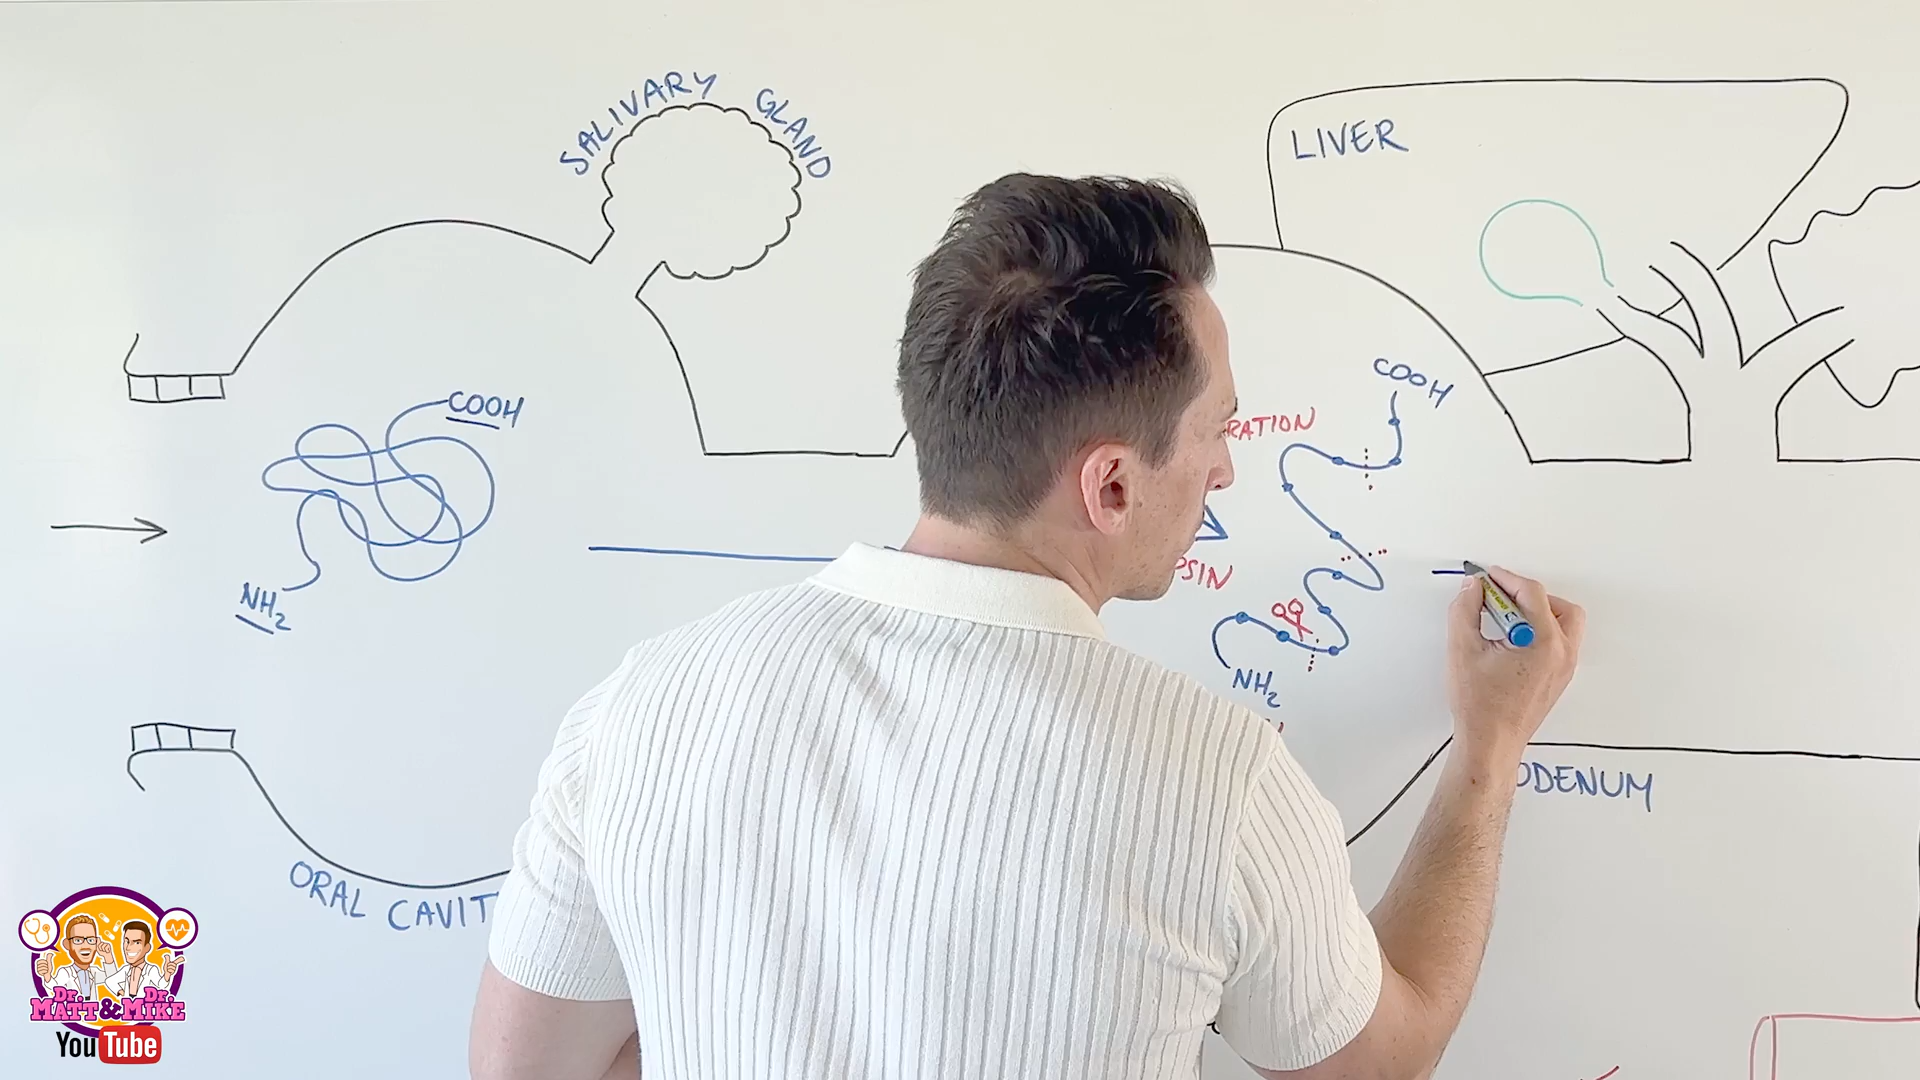 SALIVARY GLAND
LIVER
COOH
COOH
RATION
PSIN
NH2
NH2
ODENUM
ORAL CAVIT
Dr. Dr.
MATT & MIKE
YouTube